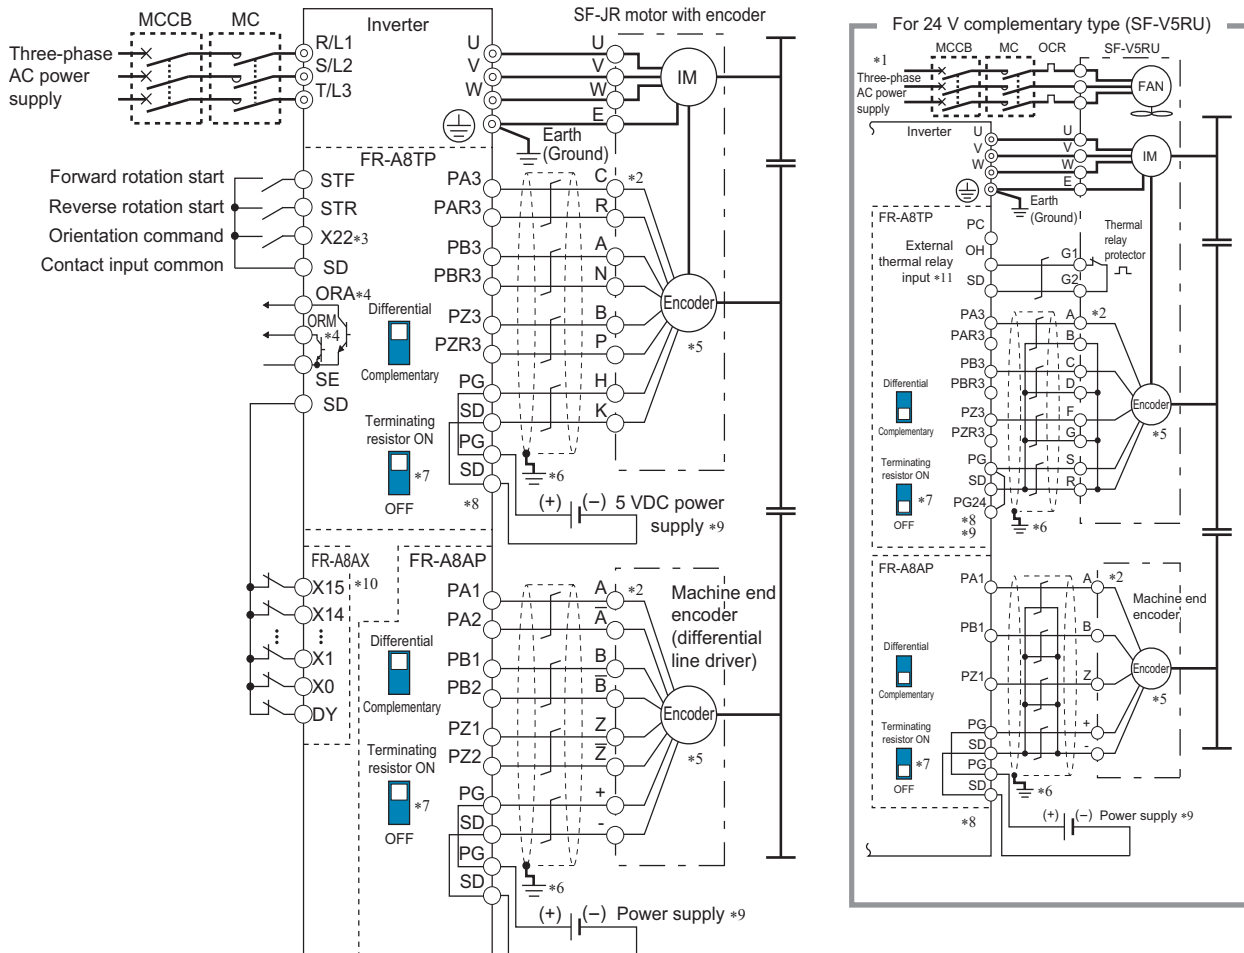 MCCB
MC
Three-phase
AC power
supply
R/L1
S/L2
T/L3
Inverter
U
V
W
SF-JR motor with encoder
U
V
W
E
IM
Earth
(Ground)
FR-A8TP
Forward rotation start
STF
Reverse rotation start
STR
Orientation command
X22*3
Contact input common
SD
ORA*4
ORM
*4
SE
SD
Differential
Complementary
Terminating
resistor ON
*7
OFF
PA3
PAR3
PB3
PBR3
PZ3
PZR3
PG
SD
PG
SD
*8
C
*2
R
A
N
B
P
H
K
Encoder
*5
*6
(+)
(−)
5 VDC power
supply *9
FR-A8AX
X15
*10
X14
X1
X0
DY
FR-A8AP
Differential
Complementary
Terminating
resistor ON
*7
OFF
PA1
PA2
PB1
PB2
PZ1
PZ2
PG
SD
PG
SD
A
*2
A̅
B
B̅
Z
Z̅
+
-
Machine end
encoder
(differential
line driver)
Encoder
*5
*6
(+)
(−)
Power supply *9
For 24 V complementary type (SF-V5RU)
MCCB
MC
OCR
SF-V5RU
*1
Three-phase
AC power
supply
FAN
Inverter
U
V
W
U
V
W
E
IM
Earth
(Ground)
FR-A8TP
PC
External
thermal relay
input *11
OH
SD
G1
G2
Thermal
relay
protector
PA3
PAR3
PB3
PBR3
PZ3
PZR3
PG
SD
PG24
*8
*9
A
*2
B
C
D
F
G
S
R
Differential
Complementary
Terminating
resistor ON
*7
OFF
Encoder
*5
*6
FR-A8AP
PA1
PB1
PZ1
PG
SD
PG
SD
*8
A
*2
B
Z
+
-
Machine end
encoder
Differential
Complementary
Terminating
resistor ON
*7
OFF
Encoder
*5
*6
(+)
(−)
Power supply *9